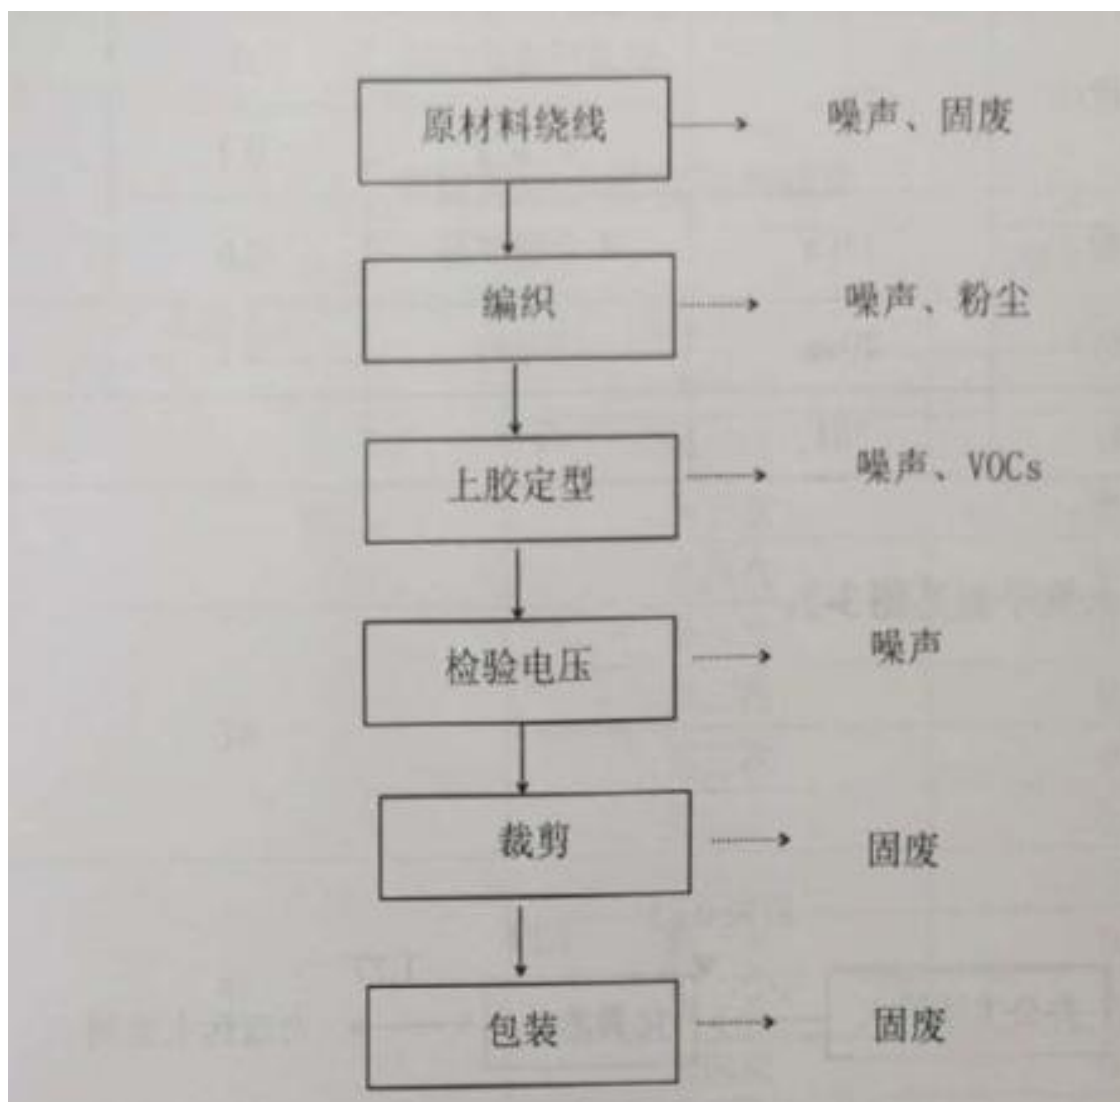 原材料绕线 噪声、固废
编织 噪声、粉尘
上胶定型 噪声、VOCs
检验电压 噪声
裁剪 固废
包装 固废